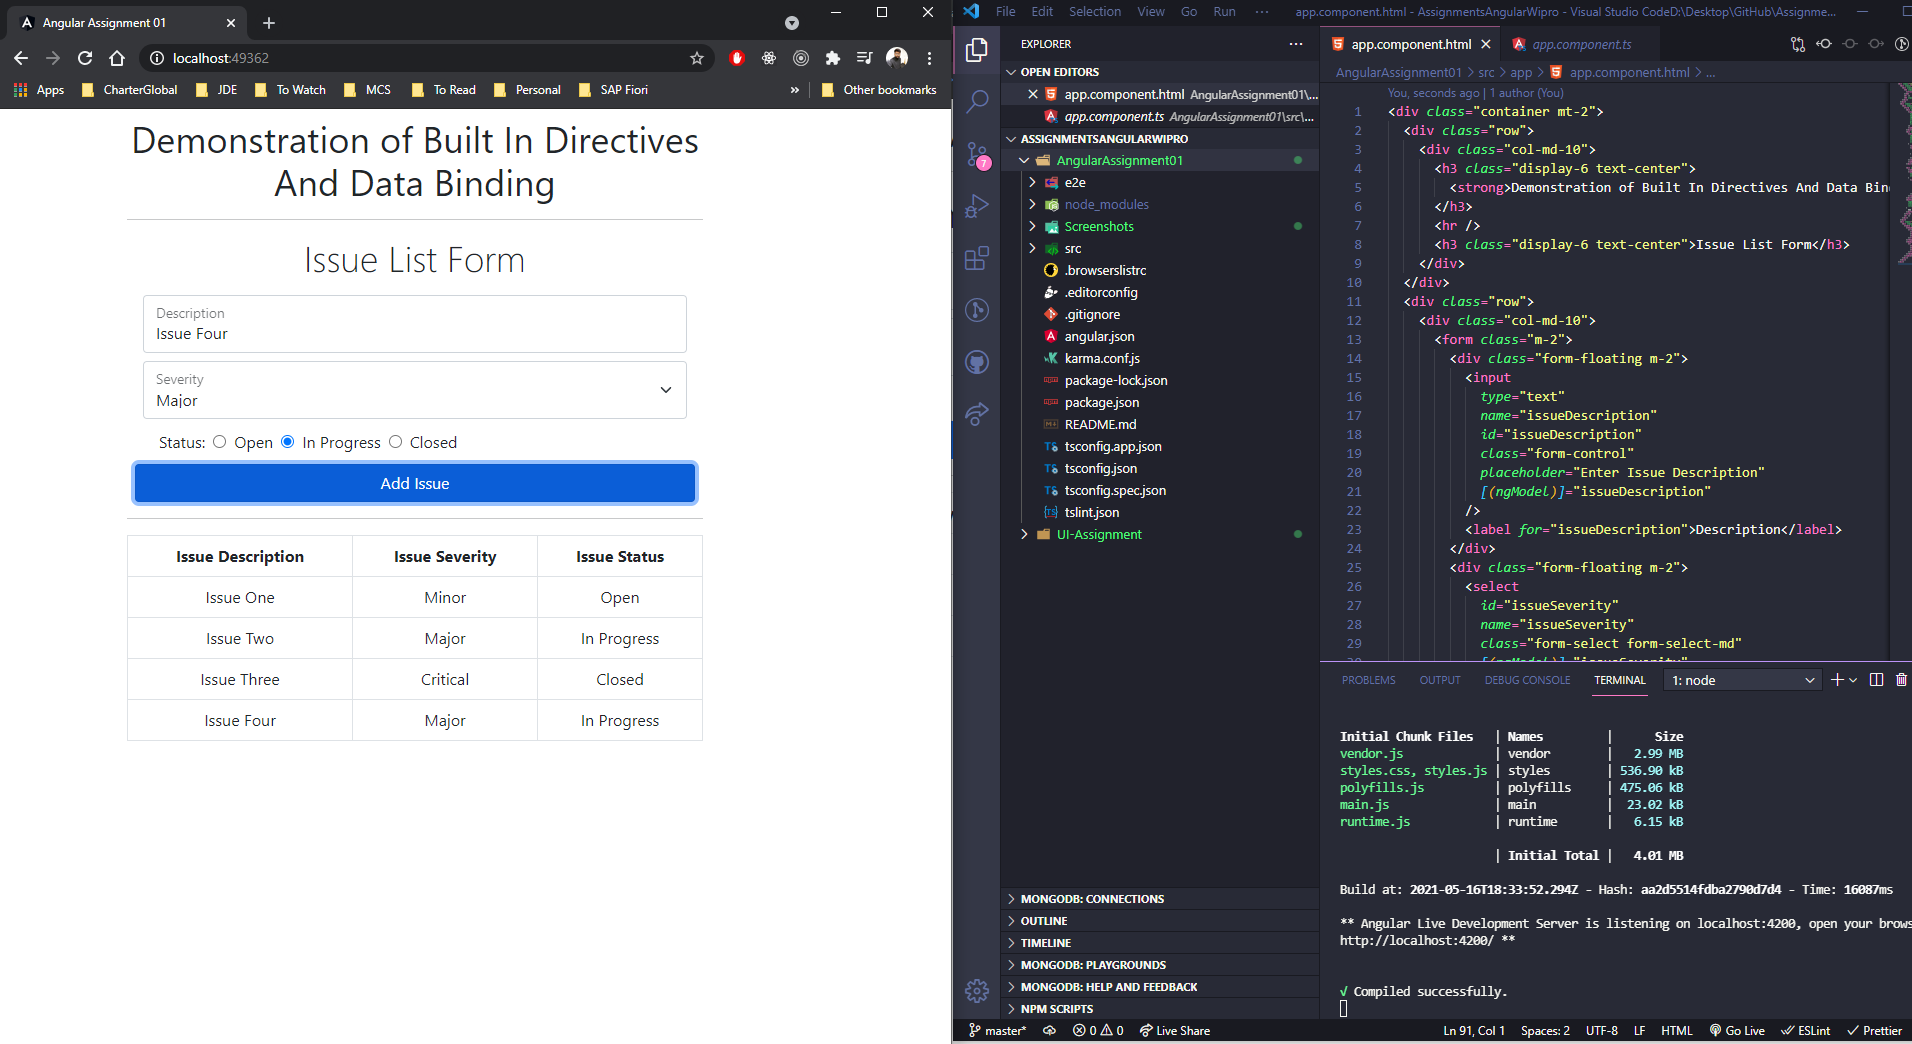 Angular Assignment 01
localhost:49362
Apps CharterGlobal JDE To Watch MCS To Read Personal SAP Fiori » Other bookmarks
Demonstration of Built In Directives
And Data Binding
Issue List Form
Description
Issue Four
Severity
Major
Status: Open In Progress Closed
Add Issue
Issue Description Issue Severity Issue Status
Issue One Minor Open
Issue Two Major In Progress
Issue Three Critical Closed
Issue Four Major In Progress
File Edit Selection View Go Run ··· app.component.html - AssignmentsAngularWipro - Visual Studio CodeD:\Desktop\GitHub\Assignme...
EXPLORER ···
OPEN EDITORS
app.component.html AngularAssignment01\...
app.component.ts AngularAssignment01\src\...
ASSIGNMENTSANGULARWIPRO
7
AngularAssignment01
e2e
node_modules
Screenshots
src
.browserslistrc
.editorconfig
.gitignore
angular.json
karma.conf.js
package-lock.json
package.json
README.md
tsconfig.app.json
tsconfig.json
tsconfig.spec.json
tslint.json
UI-Assignment
MONGODB: CONNECTIONS
OUTLINE
TIMELINE
MONGODB: PLAYGROUNDS
MONGODB: HELP AND FEEDBACK
NPM SCRIPTS
app.component.html app.component.ts
AngularAssignment01 > src > app > app.component.html > ...
You, seconds ago | 1 author (You)
1 <div class="container mt-2">
2 <div class="row">
3 <div class="col-md-10">
4 <h3 class="display-6 text-center">
5 <strong>Demonstration of Built In Directives And Data Bin
6 </h3>
7 <hr />
8 <h3 class="display-6 text-center">Issue List Form</h3>
9 </div>
10 </div>
11 <div class="row">
12 <div class="col-md-10">
13 <form class="m-2">
14 <div class="form-floating m-2">
15 <input
16 type="text"
17 name="issueDescription"
18 id="issueDescription"
19 class="form-control"
20 placeholder="Enter Issue Description"
21 [(ngModel)]="issueDescription"
22 />
23 <label for="issueDescription">Description</label>
24 </div>
25 <div class="form-floating m-2">
26 <select
27 id="issueSeverity"
28 name="issueSeverity"
29 class="form-select form-select-md"
30 [(ngModel)]="issueSeverity"
PROBLEMS OUTPUT DEBUG CONSOLE TERMINAL 1: node
Initial Chunk Files | Names | Size
vendor.js | vendor | 2.99 MB
styles.css, styles.js | styles | 536.90 kB
polyfills.js | polyfills | 475.06 kB
main.js | main | 23.02 kB
runtime.js | runtime | 6.15 kB
| Initial Total | 4.01 MB
Build at: 2021-05-16T18:33:52.294Z - Hash: aa2d5514fdba2790d7d4 - Time: 16087ms
** Angular Live Development Server is listening on localhost:4200, open your brows
http://localhost:4200/ **
√ Compiled successfully.
master* 0 0 Live Share Ln 91, Col 1 Spaces: 2 UTF-8 LF HTML Go Live ESLint Prettier